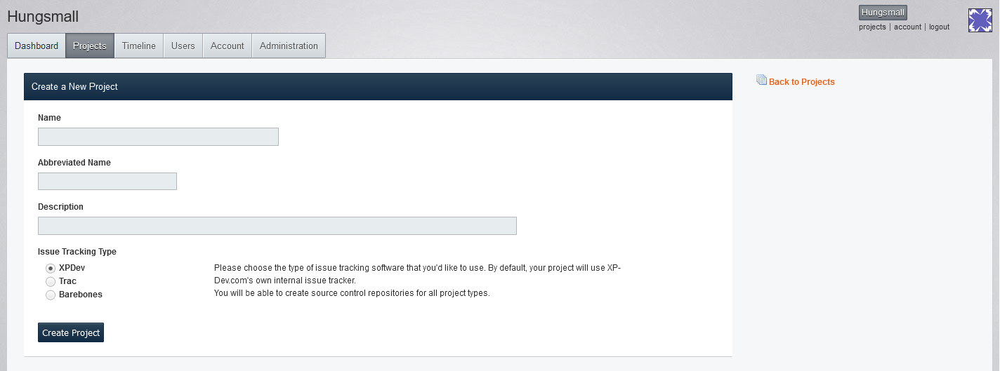 Hungsmall
Hungsmall
projects | account | logout
Dashboard Projects Timeline Users Account Administration
Create a New Project
Back to Projects
Name
Abbreviated Name
Description
Issue Tracking Type
XPDev
Trac
Barebones
Please choose the type of issue tracking software that you'd like to use. By default, your project will use XP-
Dev.com's own internal issue tracker.
You will be able to create source control repositories for all project types.
Create Project